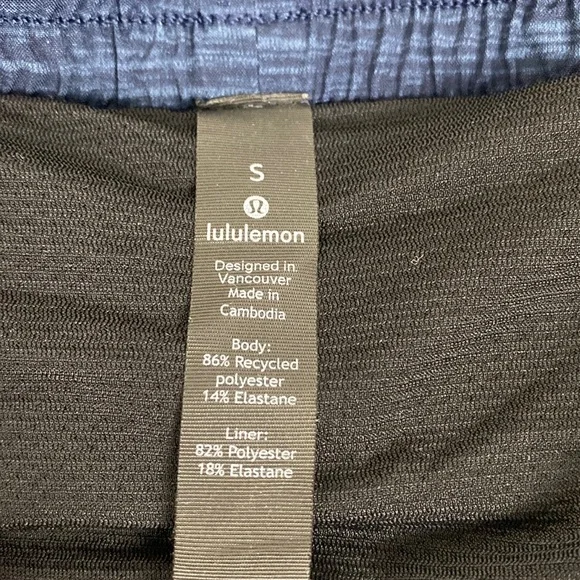 S
lululemon
Designed in
Vancouver
Made in
Cambodia
Body:
86% Recycled
polyester
14% Elastane
Liner:
82% Polyester
18% Elastane